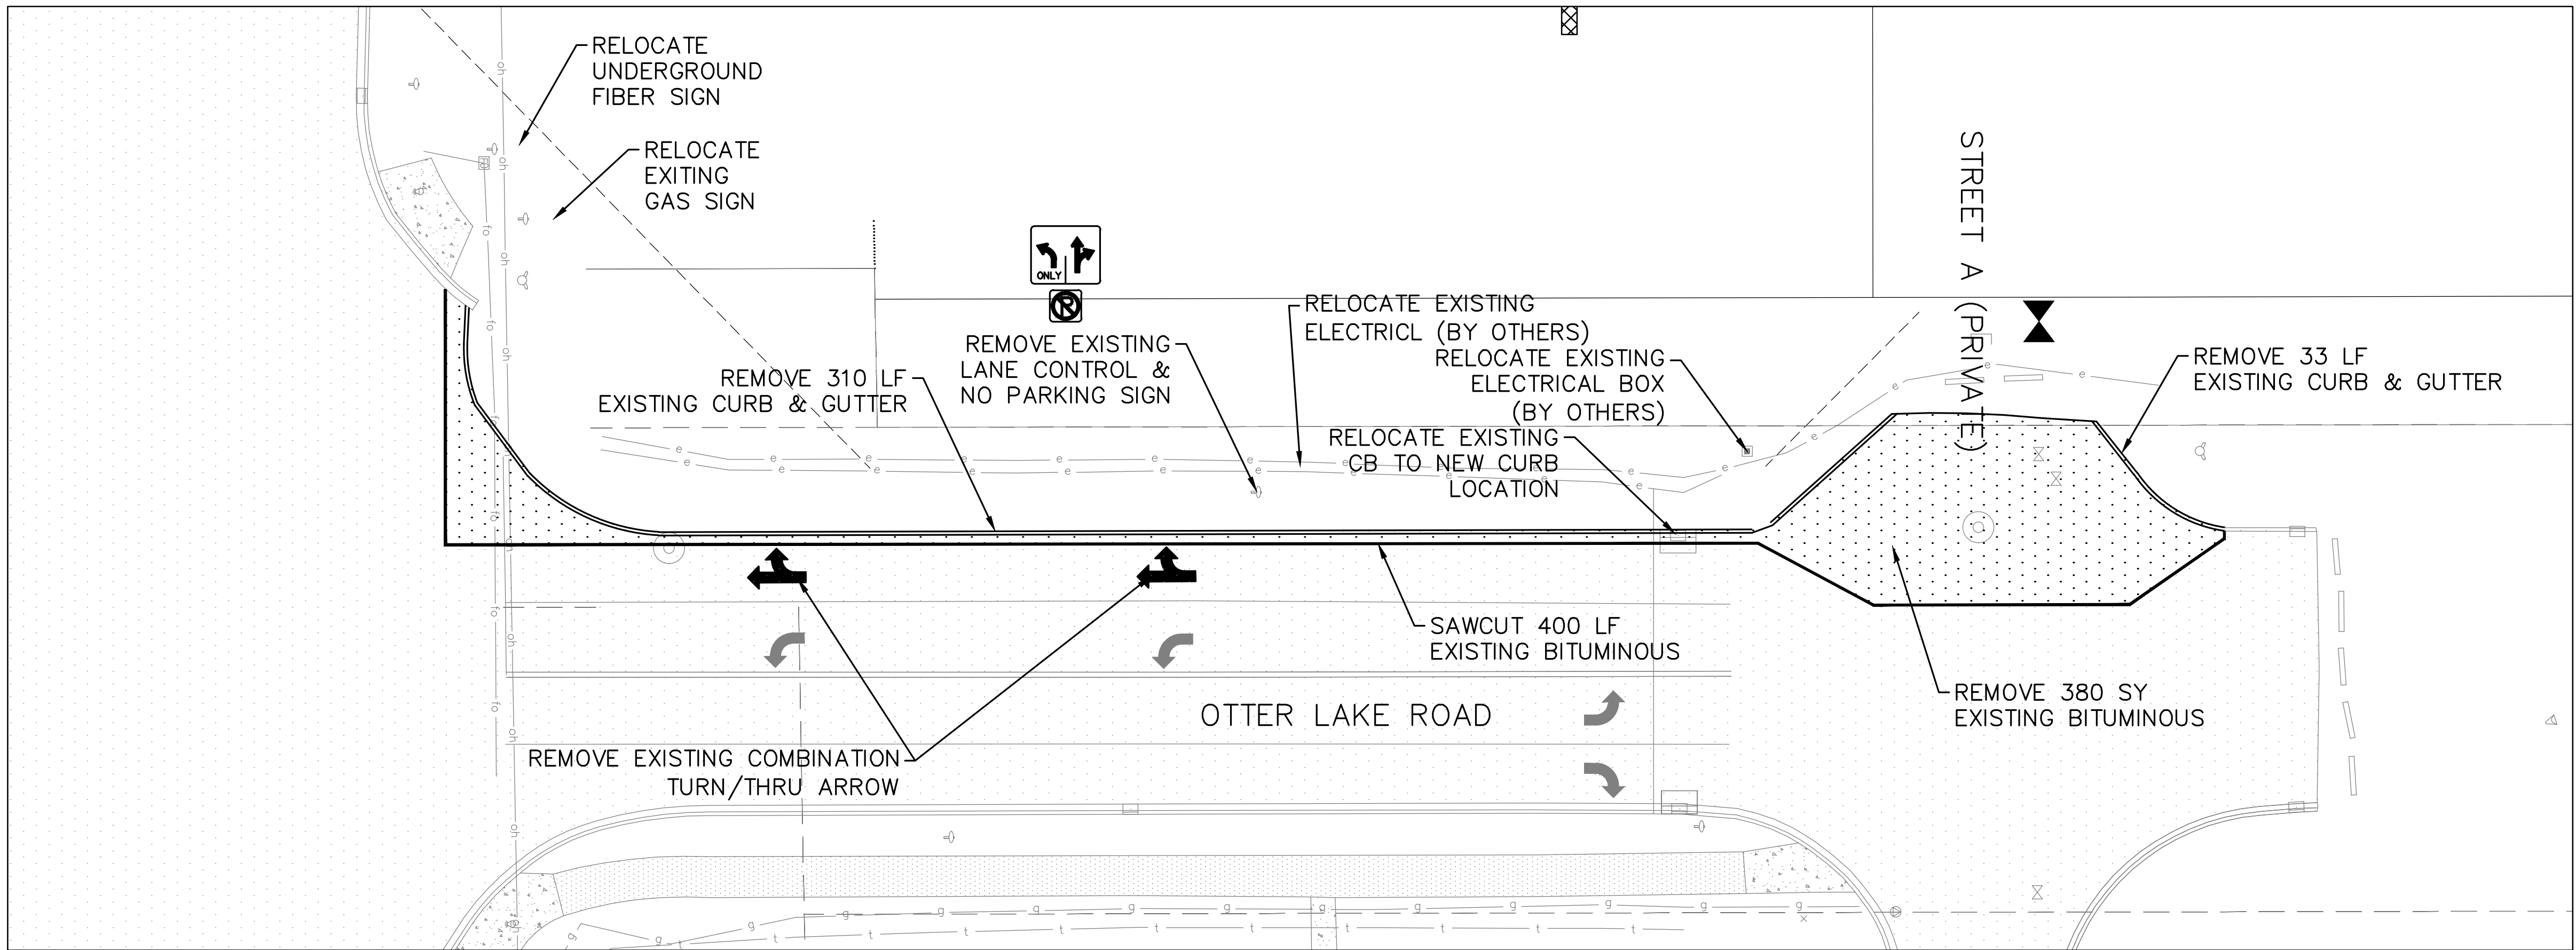 RELOCATE
UNDERGROUND
FIBER SIGN
RELOCATE
EXITING
GAS SIGN
ONLY
P
REMOVE EXISTING
LANE CONTROL &
NO PARKING SIGN
REMOVE 310 LF
EXISTING CURB & GUTTER
RELOCATE EXISTING
ELECTRICL (BY OTHERS)
RELOCATE EXISTING
ELECTRICAL BOX
(BY OTHERS)
RELOCATE EXISTING
CB TO NEW CURB
LOCATION
STREET A (PRIVATE)
REMOVE 33 LF
EXISTING CURB & GUTTER
SAWCUT 400 LF
EXISTING BITUMINOUS
REMOVE 380 SY
EXISTING BITUMINOUS
OTTER LAKE ROAD
REMOVE EXISTING COMBINATION
TURN/THRU ARROW